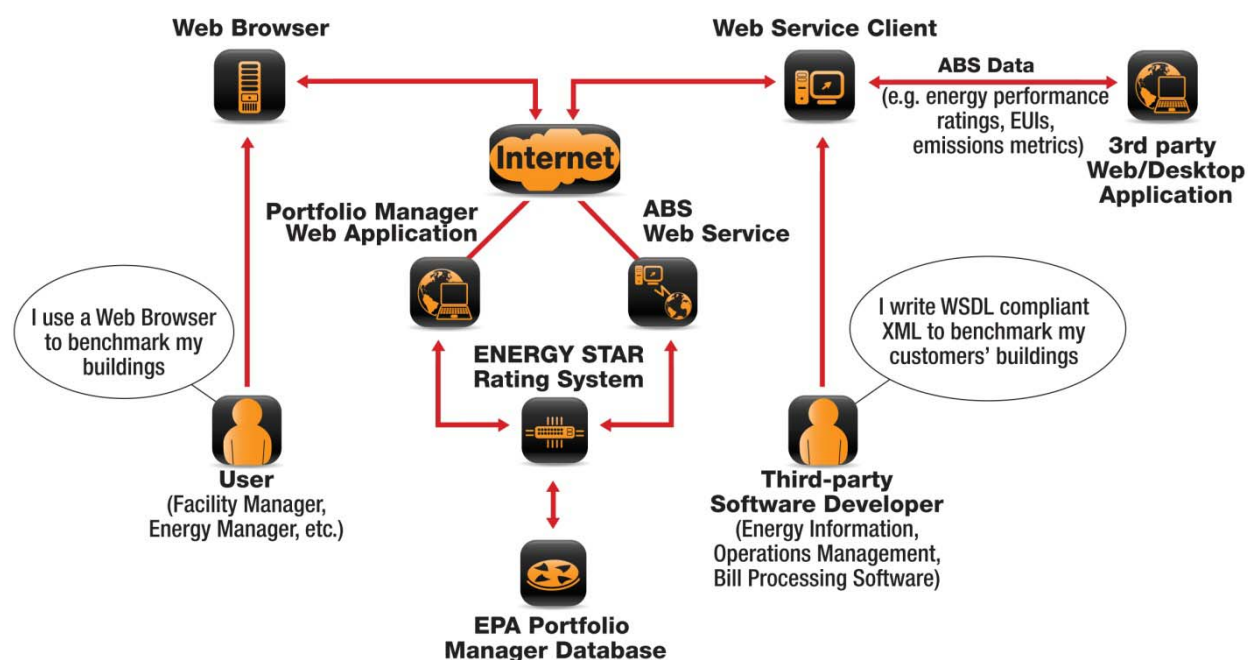 Web Browser
Web Service Client
ABS Data
(e.g. energy performance
ratings, EUIs,
emissions metrics)
3rd party
Web/Desktop
Application
Internet
Portfolio Manager
Web Application
ABS
Web Service
I use a Web Browser
to benchmark my
buildings
I write WSDL compliant
XML to benchmark my
customers’ buildings
ENERGY STAR
Rating System
User
(Facility Manager,
Energy Manager, etc.)
Third-party
Software Developer
(Energy Information,
Operations Management,
Bill Processing Software)
EPA Portfolio
Manager Database